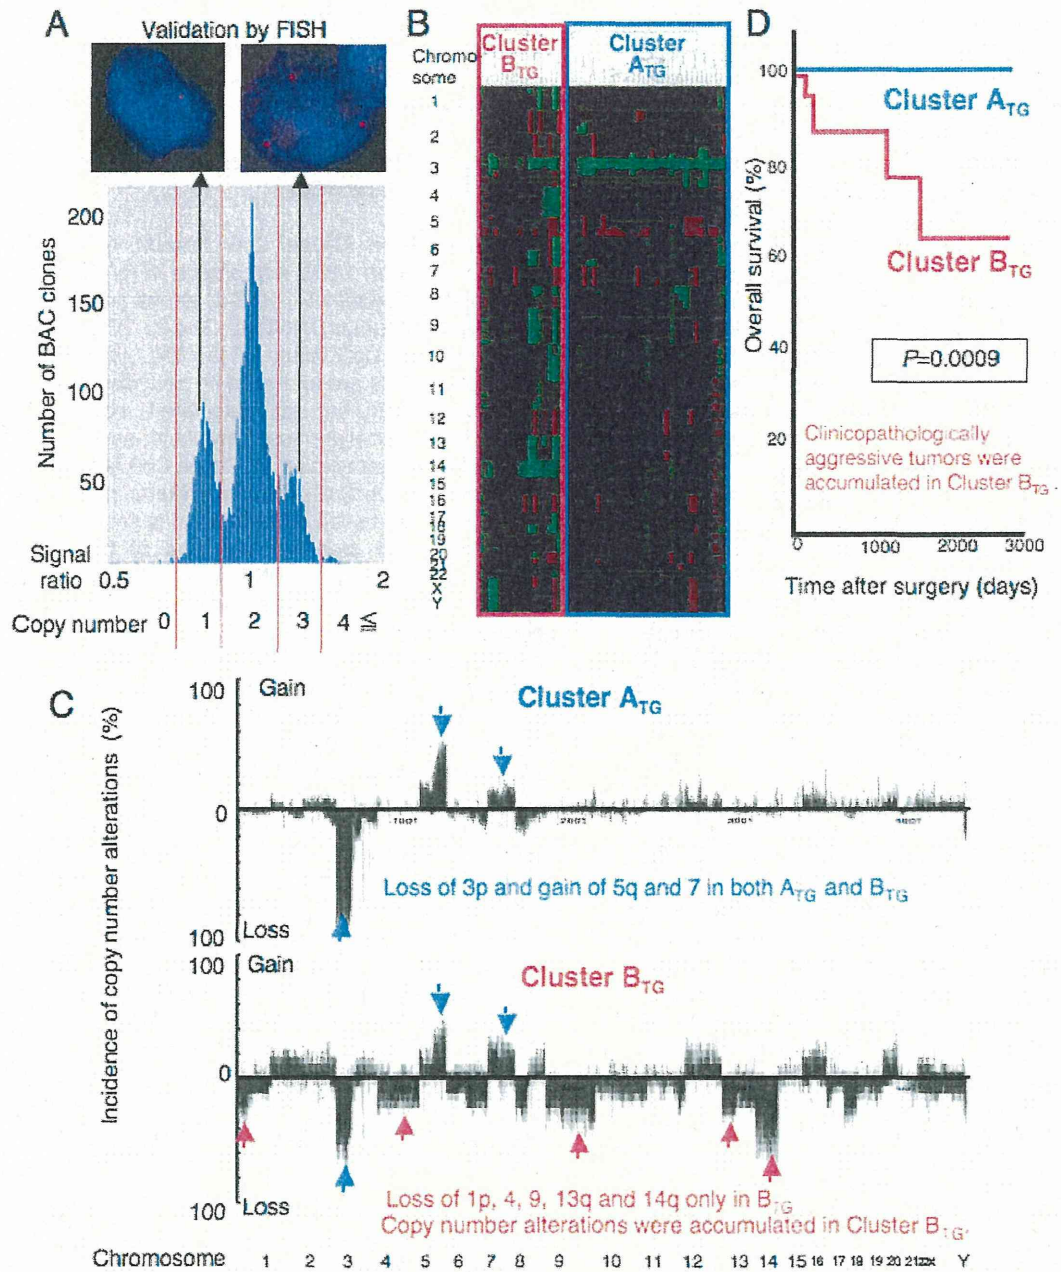 A
Validation by FISH
Number of BAC clones
200
150
100
50
Signal
ratio
0.5
1
2
Copy number 0 1 2 3 4 ≦
B
Chromo-
some
Cluster
BTG
Cluster
ATG
1
2
3
4
5
6
7
8
9
10
11
12
13
14
15
16
17
18
19
20
21
22
X
Y
D
Overall survival (%)
100
80
60
40
20
Cluster ATG
Cluster BTG
P=0.0009
Clinicopathologically
aggressive tumors were
accumulated in Cluster BTG.
0 1000 2000 3000
Time after surgery (days)
C
Incidence of copy number alterations (%)
100
Gain
Cluster ATG
0
1001
2001
3001
4001
Loss of 3p and gain of 5q and 7 in both ATG and BTG
100
Loss
100
Gain
Cluster BTG
0
Loss of 1p, 4, 9, 13q and 14q only in BTG
Copy number alterations were accumulated in Cluster BTG.
100
Loss
Chromosome 1 2 3 4 5 6 7 8 9 10 11 12 13 14 15 16 17 18 19 20 21 22 X Y